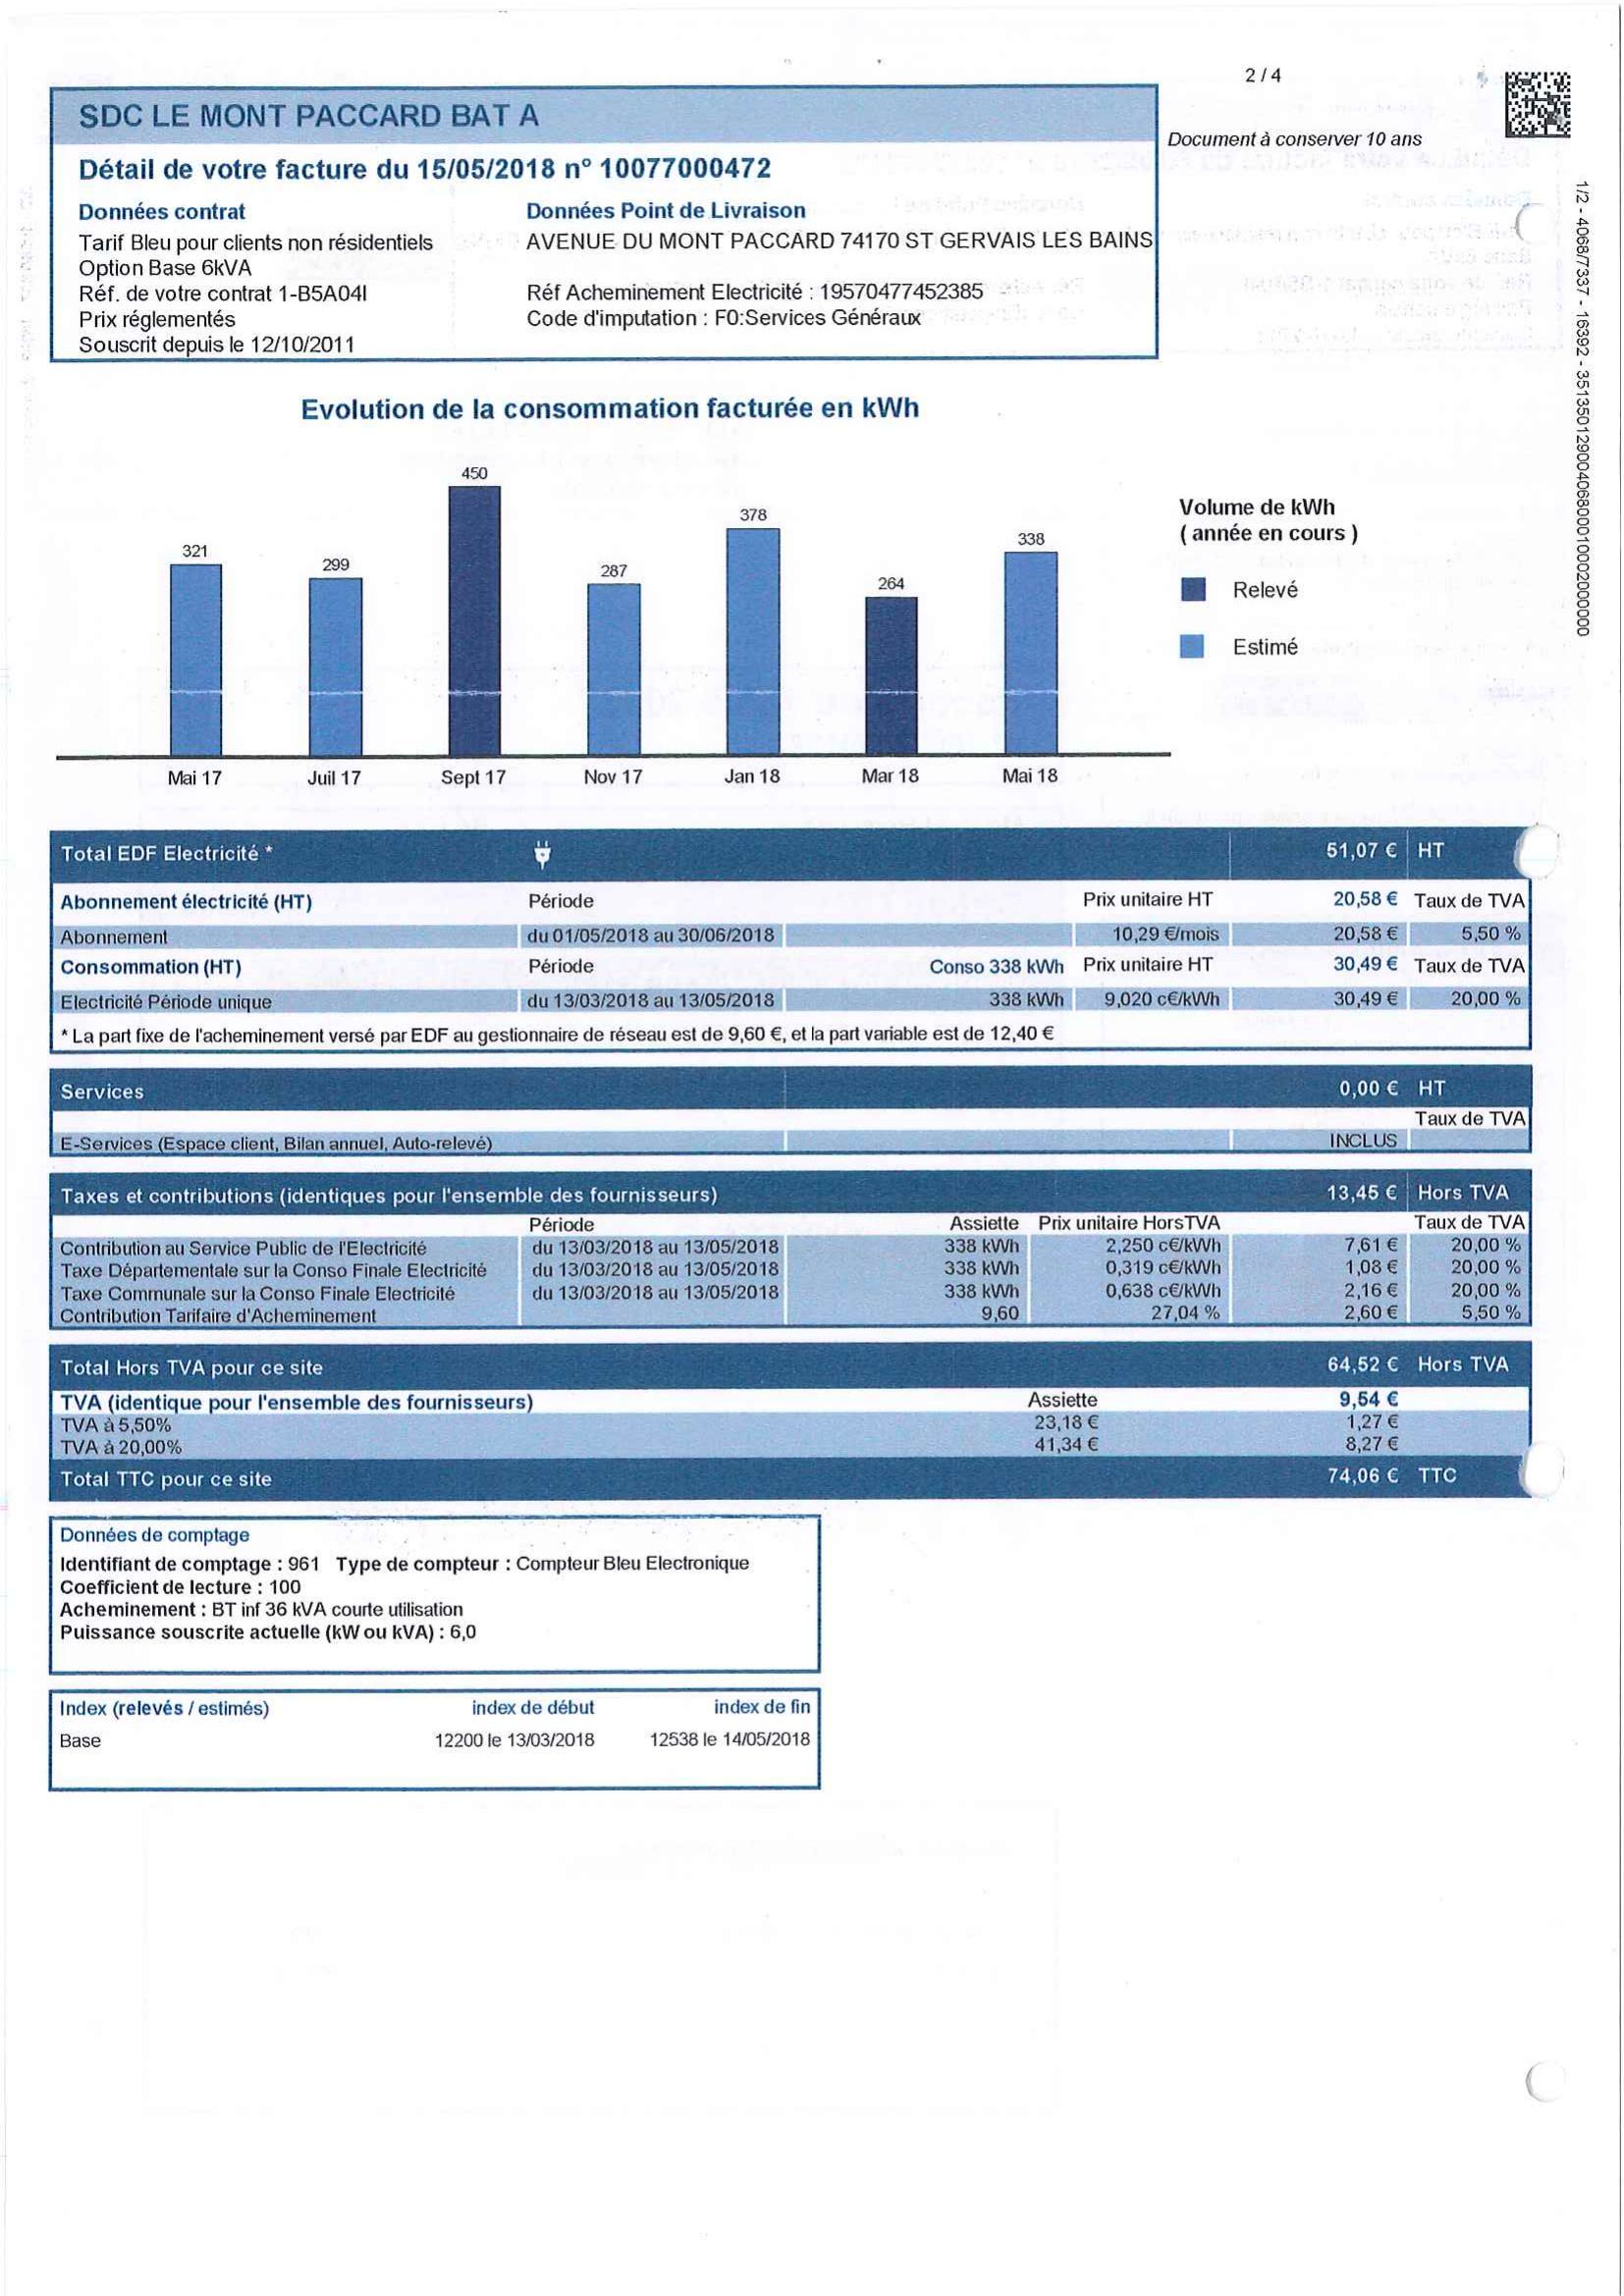 2 / 4
SDC LE MONT PACCARD BAT A
Document à conserver 10 ans
Détail de votre facture du 15/05/2018 n° 10077000472
Données contrat
Tarif Bleu pour clients non résidentiels
Option Base 6kVA
Réf. de votre contrat 1-B5A04I
Prix réglementés
Souscrit depuis le 12/10/2011
Données Point de Livraison
AVENUE DU MONT PACCARD 74170 ST GERVAIS LES BAINS
Réf Acheminement Electricité : 19570477452385
Code d'imputation : F0:Services Généraux
1/2 - 4068/7337 - 16392 - 35135012900406800010002000000
Evolution de la consommation facturée en kWh
321 299 450 287 378 264 338
Mai 17 Juil 17 Sept 17 Nov 17 Jan 18 Mar 18 Mai 18
Volume de kWh
( année en cours )
Relevé
Estimé
Total EDF Electricité * 51,07 € HT
Abonnement électricité (HT) Période Prix unitaire HT 20,58 € Taux de TVA
Abonnement du 01/05/2018 au 30/06/2018 10,29 €/mois 20,58 € 5,50 %
Consommation (HT) Période Conso 338 kWh Prix unitaire HT 30,49 € Taux de TVA
Electricité Période unique du 13/03/2018 au 13/05/2018 338 kWh 9,020 c€/kWh 30,49 € 20,00 %
* La part fixe de l'acheminement versé par EDF au gestionnaire de réseau est de 9,60 €, et la part variable est de 12,40 €
Services 0,00 € HT
Taux de TVA
E-Services (Espace client, Bilan annuel, Auto-relevé) INCLUS
Taxes et contributions (identiques pour l'ensemble des fournisseurs) 13,45 € Hors TVA
Période Assiette Prix unitaire HorsTVA Taux de TVA
Contribution au Service Public de l'Electricité du 13/03/2018 au 13/05/2018 338 kWh 2,250 c€/kWh 7,61 € 20,00 %
Taxe Départementale sur la Conso Finale Electricité du 13/03/2018 au 13/05/2018 338 kWh 0,319 c€/kWh 1,08 € 20,00 %
Taxe Communale sur la Conso Finale Electricité du 13/03/2018 au 13/05/2018 338 kWh 0,638 c€/kWh 2,16 € 20,00 %
Contribution Tarifaire d'Acheminement 9,60 27,04 % 2,60 € 5,50 %
Total Hors TVA pour ce site 64,52 € Hors TVA
TVA (identique pour l'ensemble des fournisseurs) Assiette 9,54 €
TVA à 5,50% 23,18 € 1,27 €
TVA à 20,00% 41,34 € 8,27 €
Total TTC pour ce site 74,06 € TTC
Données de comptage
Identifiant de comptage : 961 Type de compteur : Compteur Bleu Electronique
Coefficient de lecture : 100
Acheminement : BT inf 36 kVA courte utilisation
Puissance souscrite actuelle (kW ou kVA) : 6,0
Index (relevés / estimés) index de début index de fin
Base 12200 le 13/03/2018 12538 le 14/05/2018